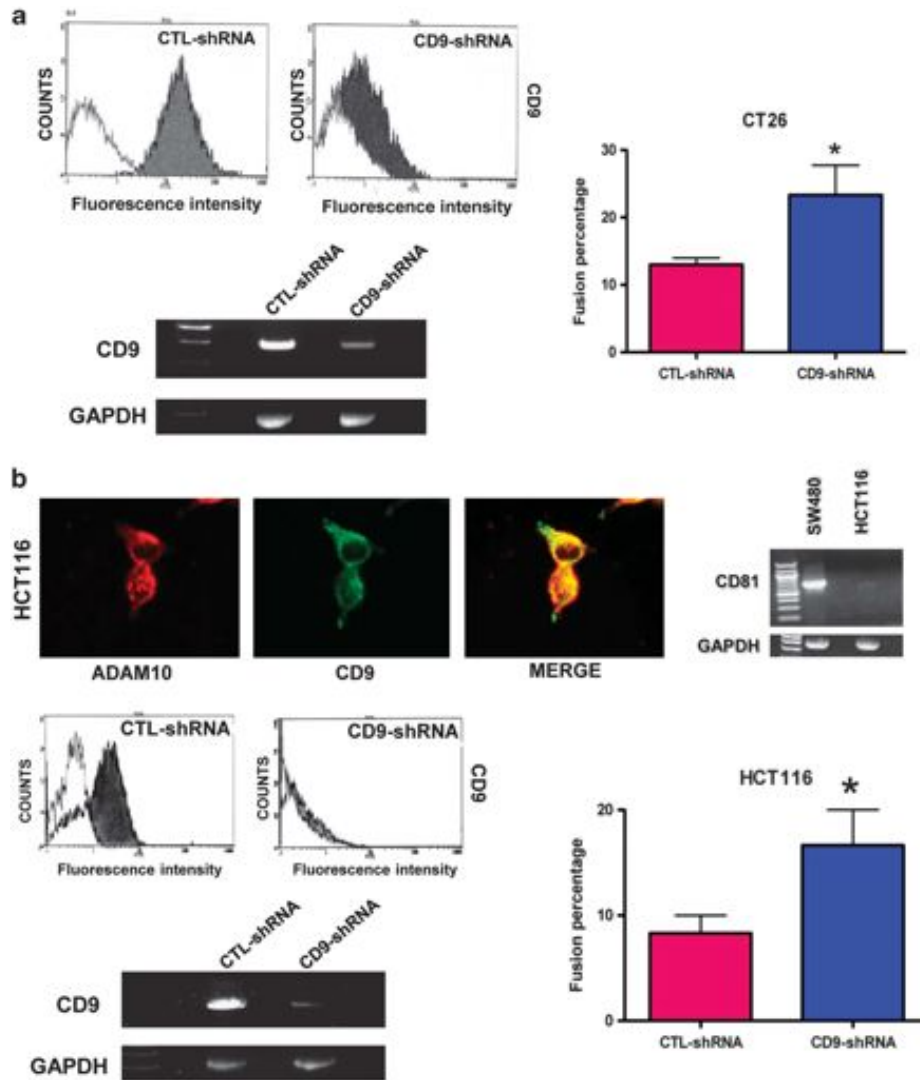 a
CTL-shRNA
COUNTS
Fluorescence intensity
CD9-shRNA
COUNTS
Fluorescence intensity
CD9
CTL-shRNA
CD9-shRNA
CD9
GAPDH
CT26
Fusion percentage
30
20
10
0
*
CTL-shRNA
CD9-shRNA
b
HCT116
ADAM10
CD9
MERGE
SW480
HCT116
CD81
GAPDH
CTL-shRNA
COUNTS
Fluorescence intensity
CD9-shRNA
COUNTS
Fluorescence intensity
CD9
CTL-shRNA
CD9-shRNA
CD9
GAPDH
HCT116
Fusion percentage
20
10
0
*
CTL-shRNA
CD9-shRNA